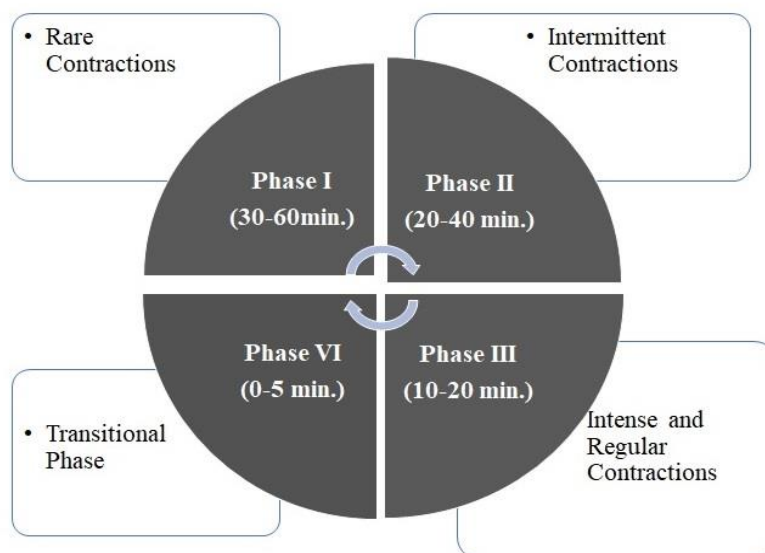 • Rare
Contractions
• Intermittent
Contractions
Phase I
(30-60min.)
Phase II
(20-40 min.)
Phase VI
(0-5 min.)
Phase III
(10-20 min.)
• Transitional
Phase
Intense and
Regular
Contractions